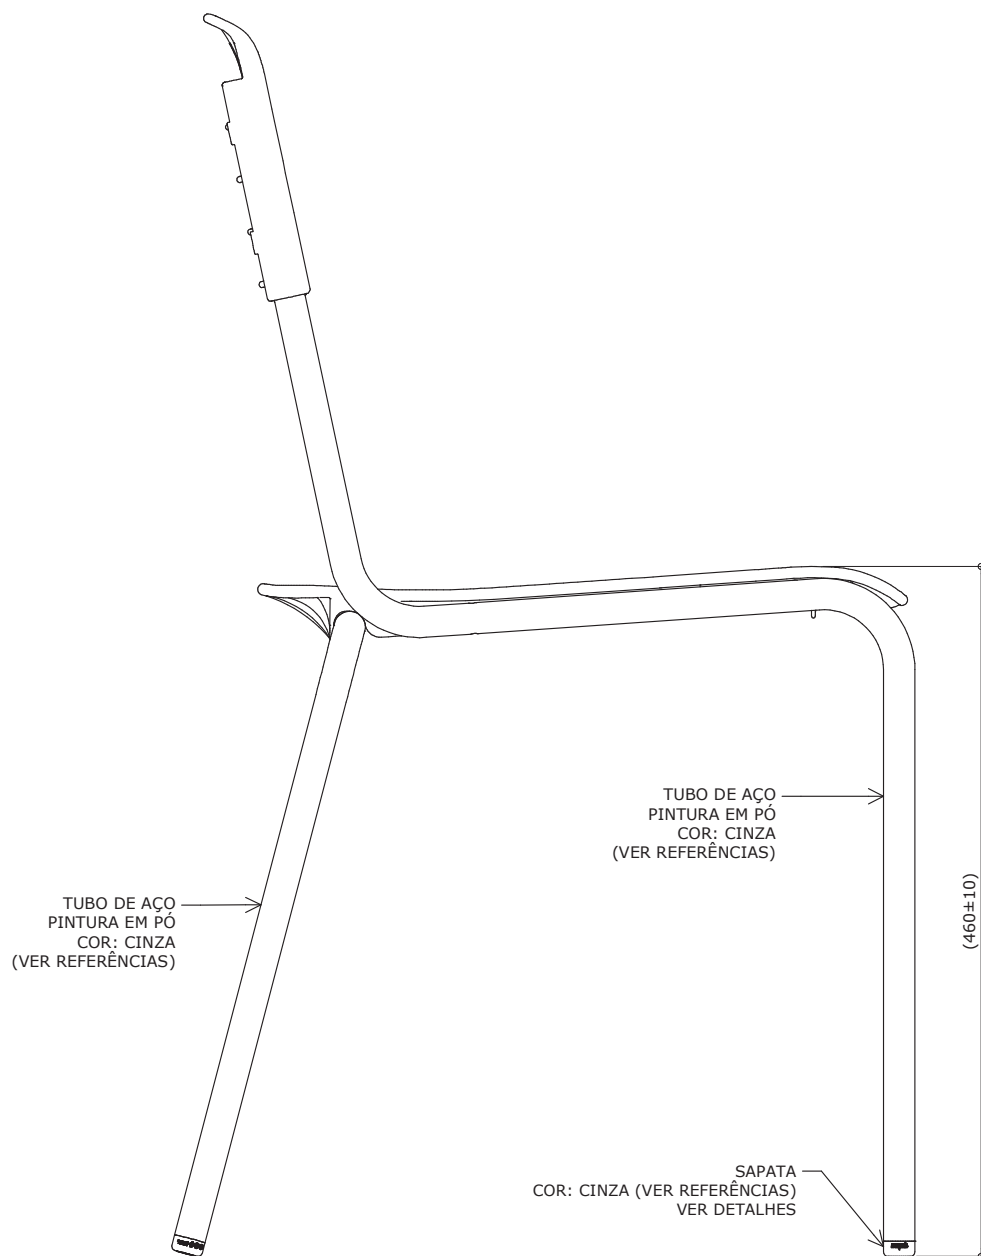 TUBO DE AÇO
PINTURA EM PÓ
COR: CINZA
(VER REFERÊNCIAS)
(460±10)
TUBO DE AÇO
PINTURA EM PÓ
COR: CINZA
(VER REFERÊNCIAS)
SAPATA
COR: CINZA (VER REFERÊNCIAS)
VER DETALHES